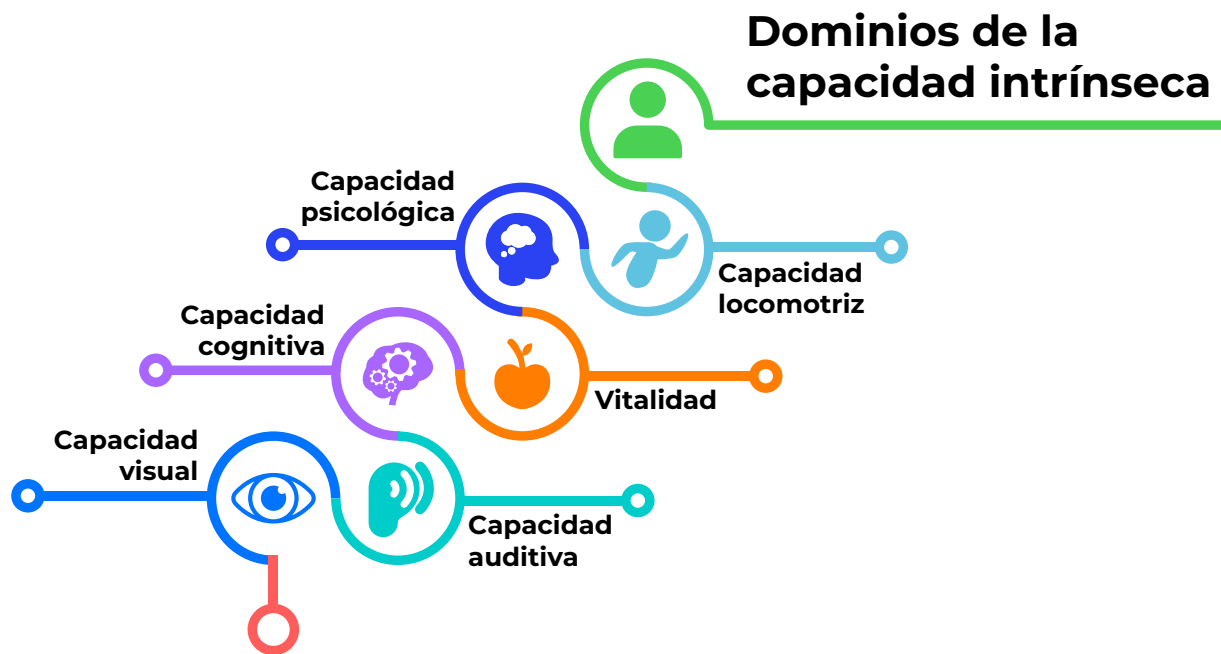 Dominios de la
capacidad intrínseca
Capacidad
psicológica
Capacidad
locomotriz
Capacidad
cognitiva
Vitalidad
Capacidad
visual
Capacidad
auditiva